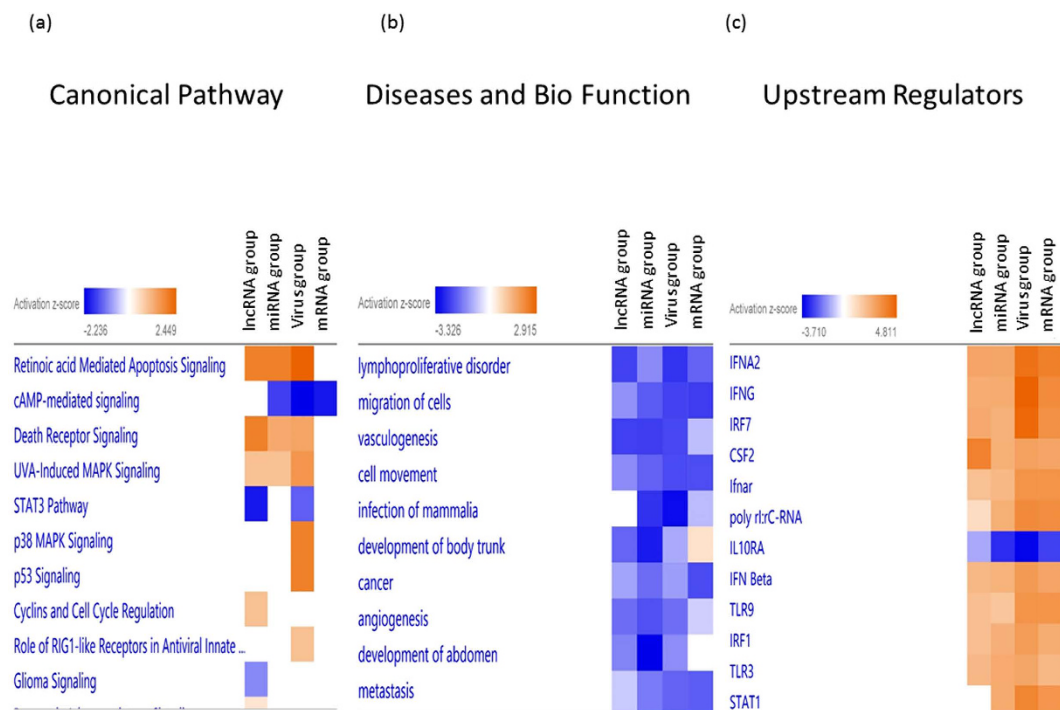 (a)
Canonical Pathway
lncRNA group
miRNA group
Virus group
mRNA group
Activation z-score
-2.236 2.449
Retinoic acid Mediated Apoptosis Signaling
cAMP-mediated signaling
Death Receptor Signaling
UVA-Induced MAPK Signaling
STAT3 Pathway
p38 MAPK Signaling
p53 Signaling
Cyclins and Cell Cycle Regulation
Role of RIG1-like Receptors in Antiviral Innate ...
Glioma Signaling
(b)
Diseases and Bio Function
lncRNA group
miRNA group
Virus group
mRNA group
Activation z-score
-3.326 2.915
lymphoproliferative disorder
migration of cells
vasculogenesis
cell movement
infection of mammalia
development of body trunk
cancer
angiogenesis
development of abdomen
metastasis
(c)
Upstream Regulators
lncRNA group
miRNA group
Virus group
mRNA group
Activation z-score
-3.710 4.811
IFNA2
IFNG
IRF7
CSF2
Ifnar
poly rI:rC-RNA
IL10RA
IFN Beta
TLR9
IRF1
TLR3
STAT1